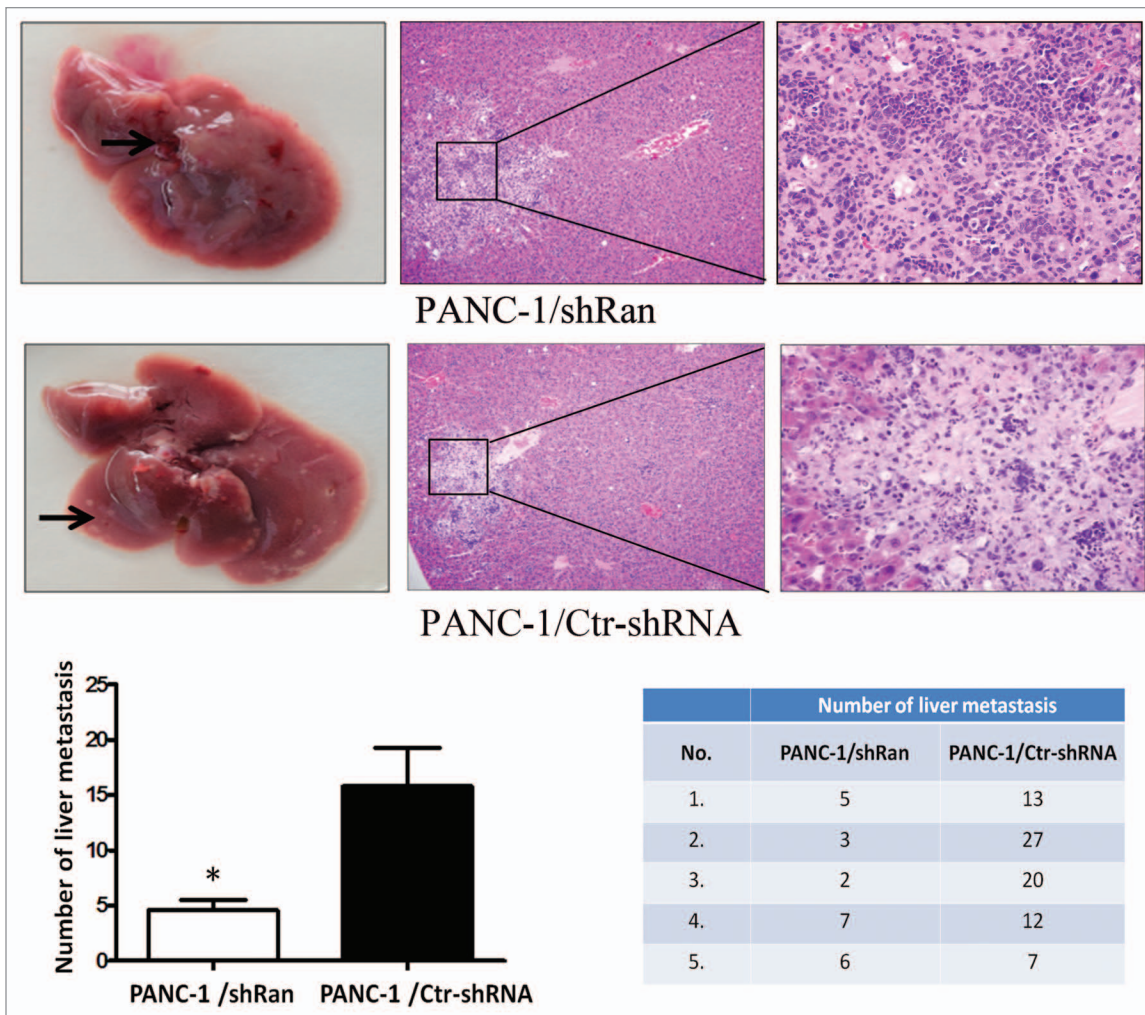 PANC-1/shRan
PANC-1/Ctr-shRNA
Number of liver metastasis
25
20
15
10
5
0
*
PANC-1 /shRan PANC-1 /Ctr-shRNA
Number of liver metastasis
No. PANC-1/shRan PANC-1/Ctr-shRNA
1. 5 13
2. 3 27
3. 2 20
4. 7 12
5. 6 7